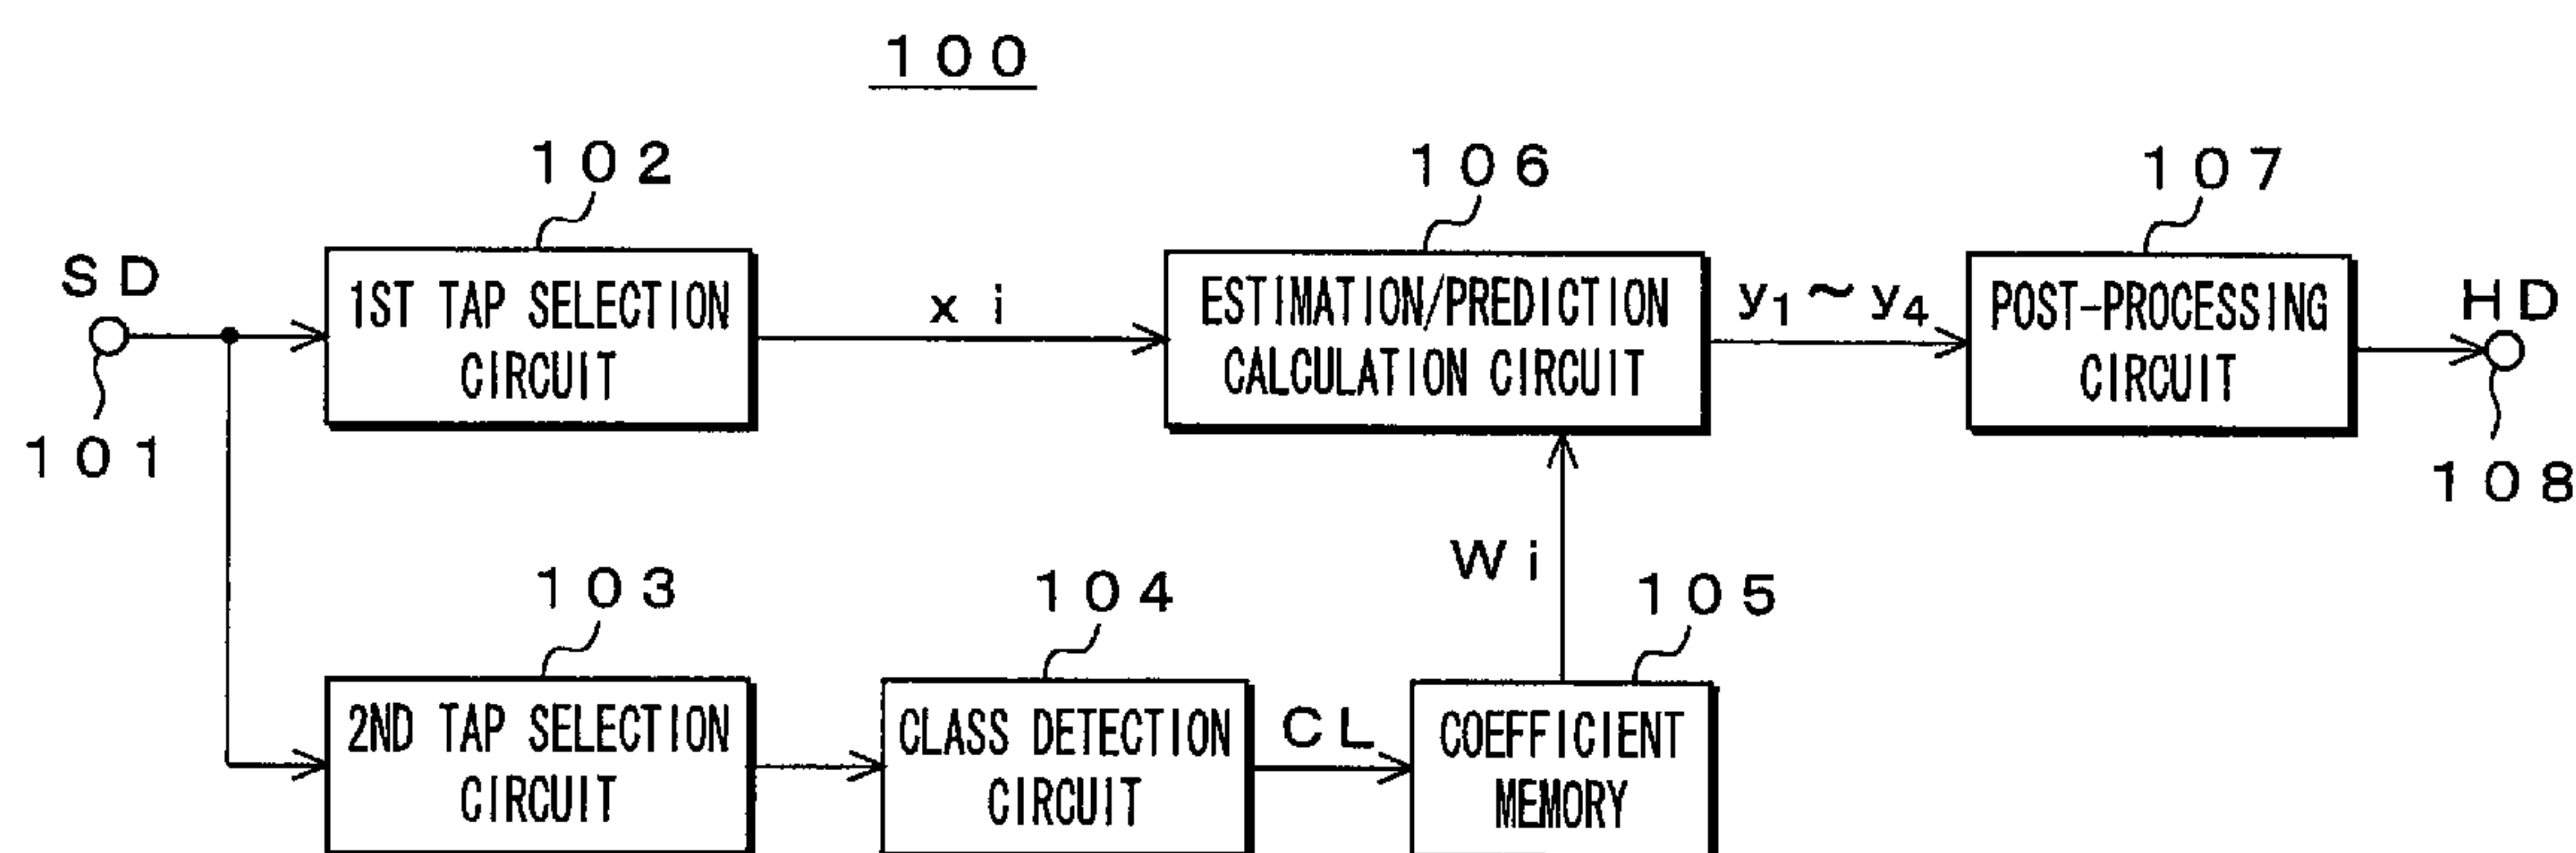 100
102
106
107
SD
1ST TAP SELECTION
CIRCUIT
x i
ESTIMATION/PREDICTION
CALCULATION CIRCUIT
y₁ ~ y₄
POST-PROCESSING
CIRCUIT
HD
101
108
103
104
W i
105
2ND TAP SELECTION
CIRCUIT
CLASS DETECTION
CIRCUIT
CL
COEFFICIENT
MEMORY